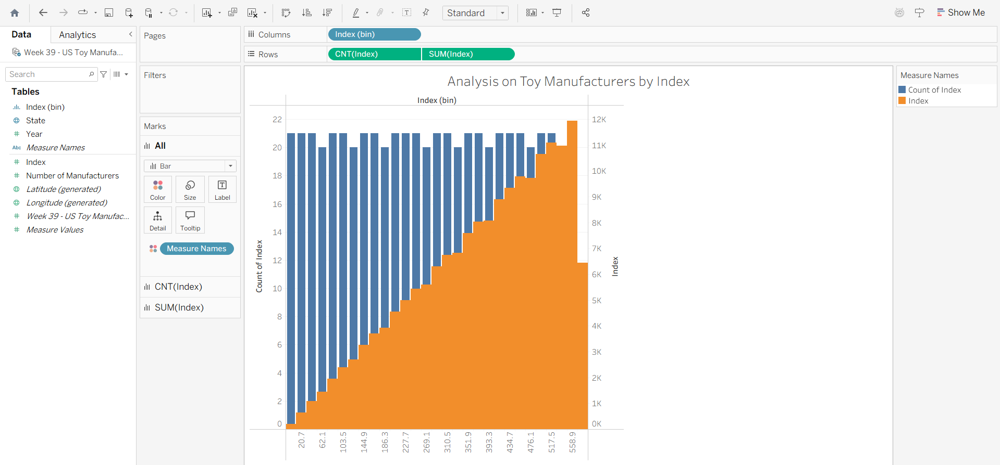 Standard
Show Me
Data
Analytics
Week 39 - US Toy Manufa...
Search
Tables
Index (bin)
State
Year
Abc
Measure Names
Index
Number of Manufacturers
Latitude (generated)
Longitude (generated)
Week 39 - US Toy Manufac...
Measure Values
Pages
Filters
Marks
All
Bar
Color
Size
Label
Detail
Tooltip
Measure Names
CNT(Index)
SUM(Index)
Columns
Index (bin)
Rows
CNT(Index)
SUM(Index)
Analysis on Toy Manufacturers by Index
Index (bin)
Count of Index
22
20
18
16
14
12
10
8
6
4
2
0
12K
11K
10K
9K
8K
7K
6K
5K
4K
3K
2K
1K
0K
Index
20.7
62.1
103.5
144.9
186.3
227.7
269.1
310.5
351.9
393.3
434.7
476.1
517.5
558.9
Measure Names
Count of Index
Index